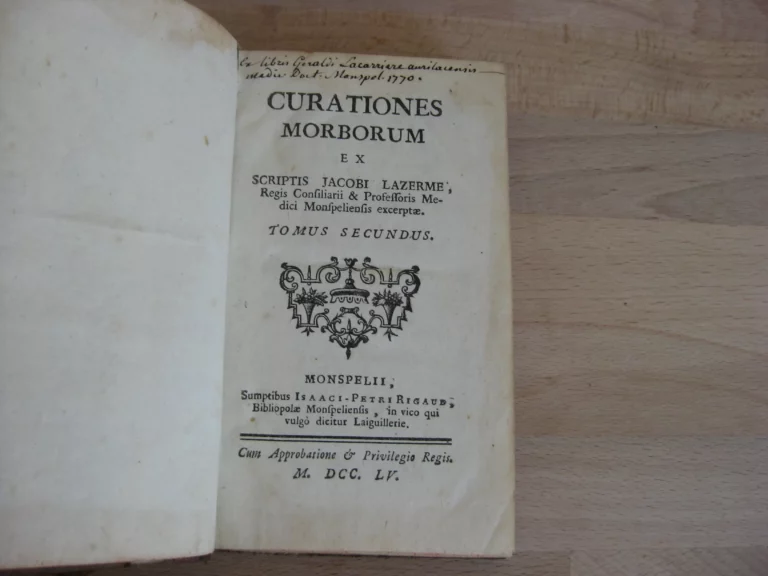 Ex libris Geraldi Lacarriere aurilacensis
medic Doct. Monspel. 1770.
CURATIONES
MORBORUM
EX
SCRIPTIS JACOBI LAZERME,
Regis Conſiliarii & Profeſſoris Me-
dici Monſpelienſis excerptæ.
TOMUS SECUNDUS.
MONSPELII,
Sumptibus ISAACI-PETRI RIGAUD,
Bibliopolæ Monſpelienſis, in vico qui
vulgò dicitur Laiguillerie.
Cum Approbatione & Privilegio Regis.
M. DCC. LV.